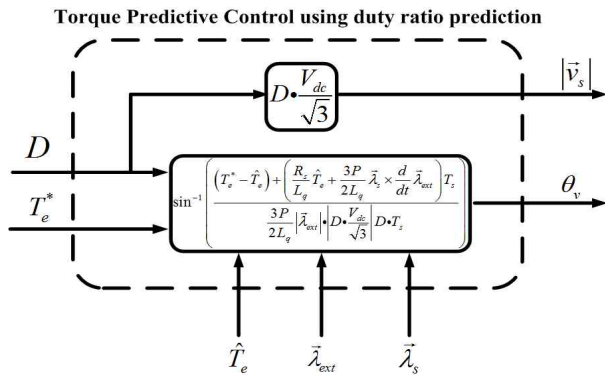 Torque Predictive Control using duty ratio prediction
|v⃗_s|
D•V_dc/√3
D
sin⁻¹( ( (T_e^* − T̂_e) + ( R_s/L_q T̂_e + 3P/2L_q λ⃗_s × d/dt λ⃗_ext ) T_s ) / ( 3P/2L_q |λ⃗_ext|•|D•V_dc/√3| D•T_s ) )
θ_v
T_e^*
T̂_e λ⃗_ext λ⃗_s